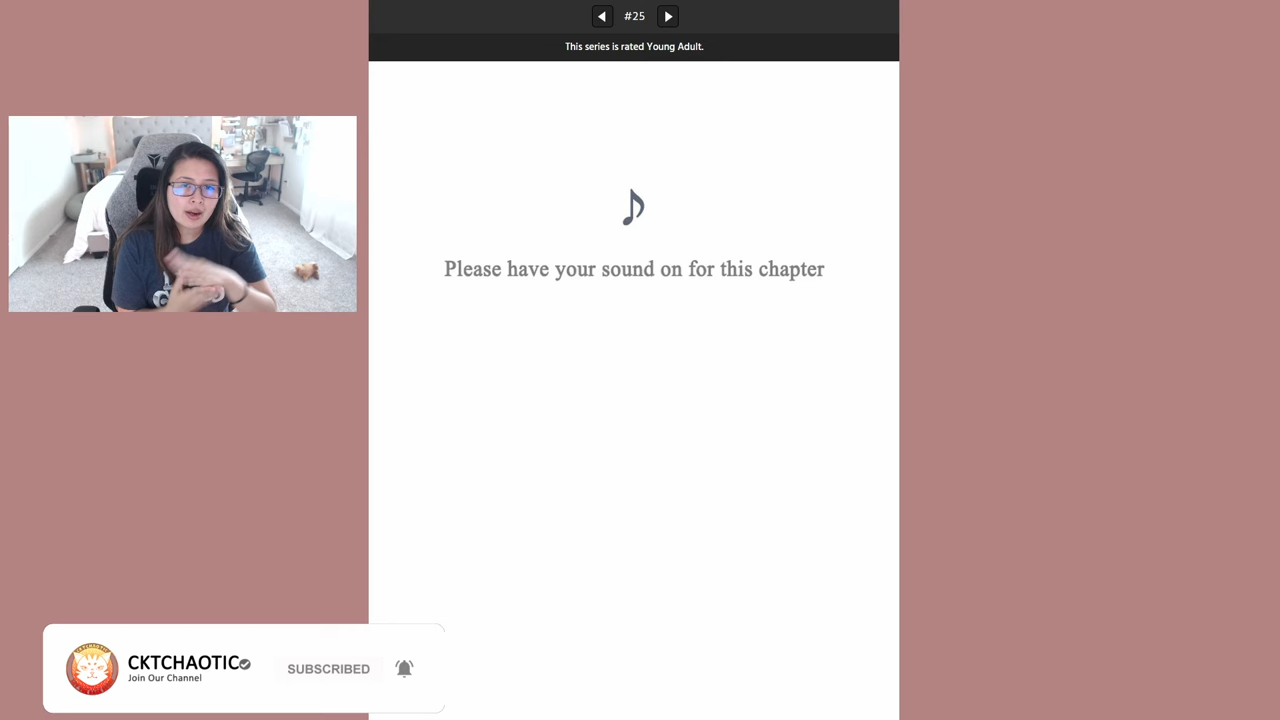 #25
This series is rated Young Adult.
Please have your sound on for this chapter
CKTCHAOTIC
Join Our Channel
SUBSCRIBED